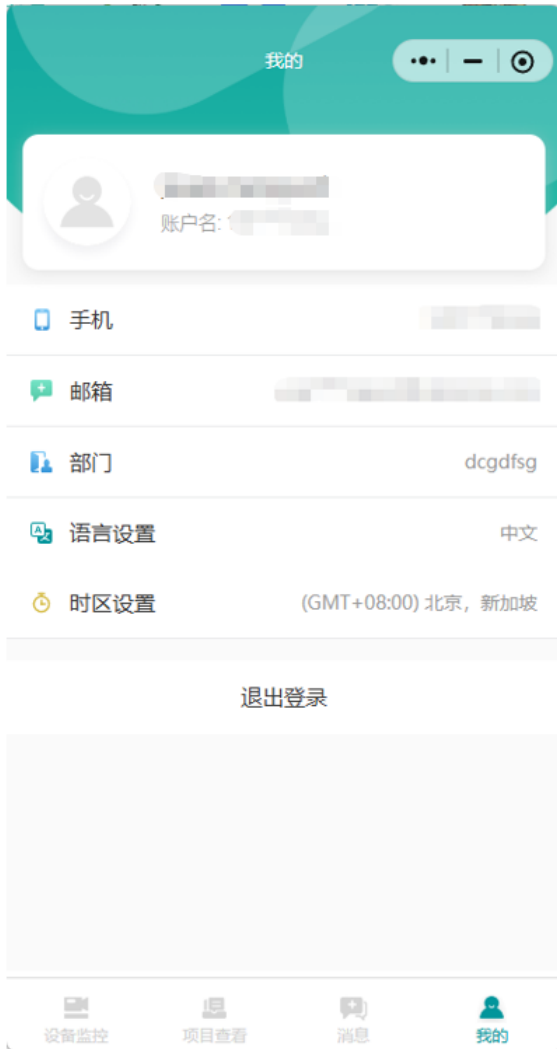 我的
账户名:
手机
邮箱
部门 dcgdfsg
语言设置 中文
时区设置 (GMT+08:00) 北京，新加坡
退出登录
设备监控 项目查看 消息 我的